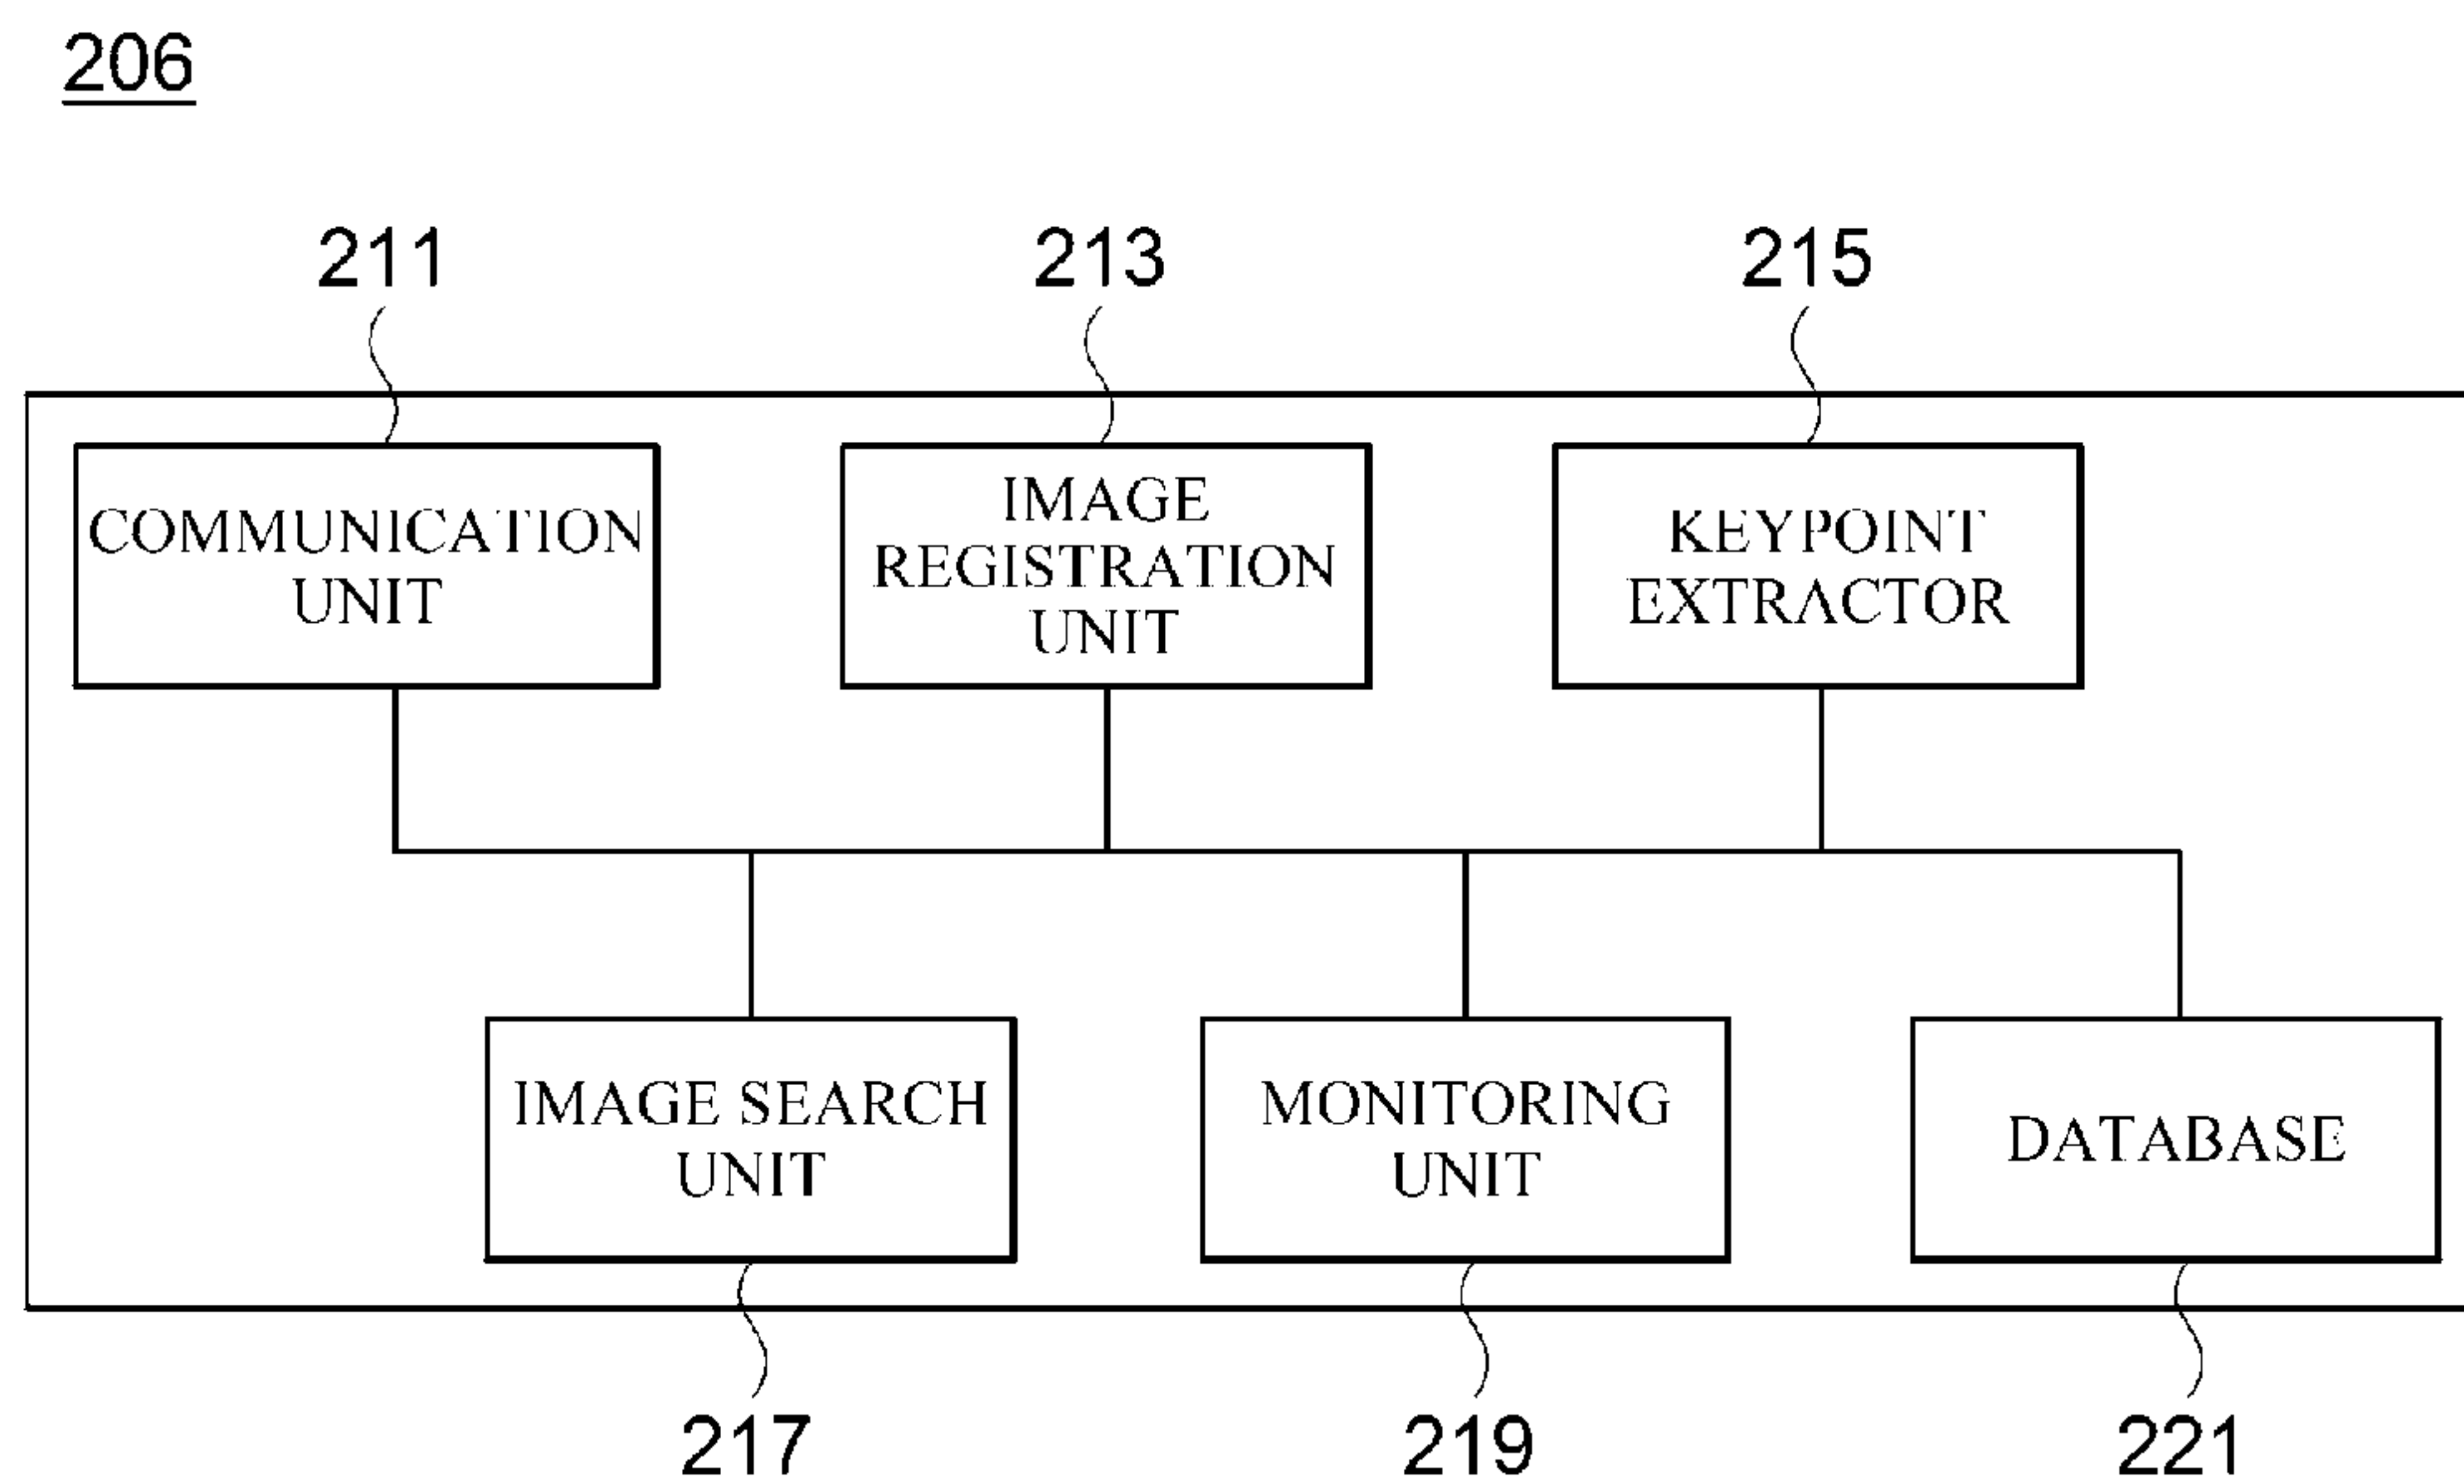 206
211
213
215
COMMUNICATION
UNIT
IMAGE
REGISTRATION
UNIT
KEYPOINT
EXTRACTOR
IMAGE SEARCH
UNIT
MONITORING
UNIT
DATABASE
217
219
221